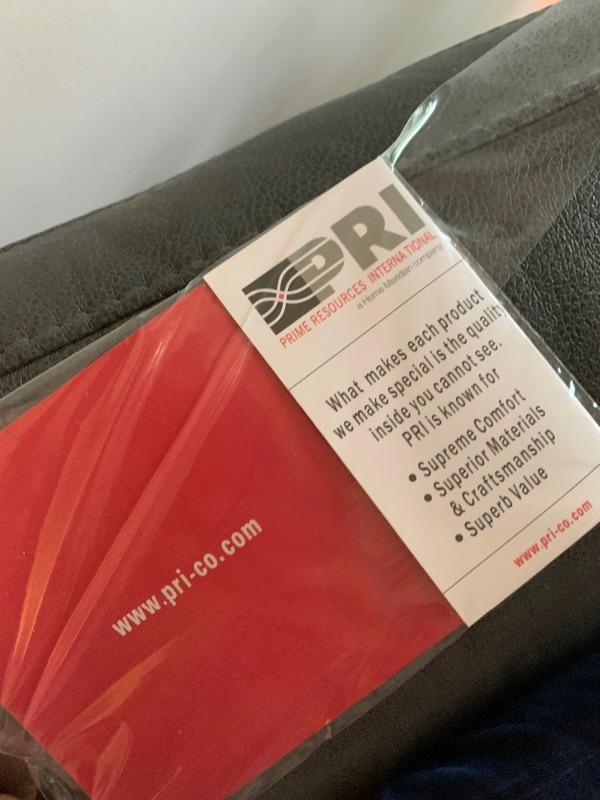 PRI
PRIME RESOURCES INTERNATIONAL
a Home Meridian company
What makes each product
we make special is the quality
inside you cannot see.
PRI is known for
• Supreme Comfort
• Superior Materials
& Craftsmanship
• Superb Value
www.pri-co.com
www.pri-co.com